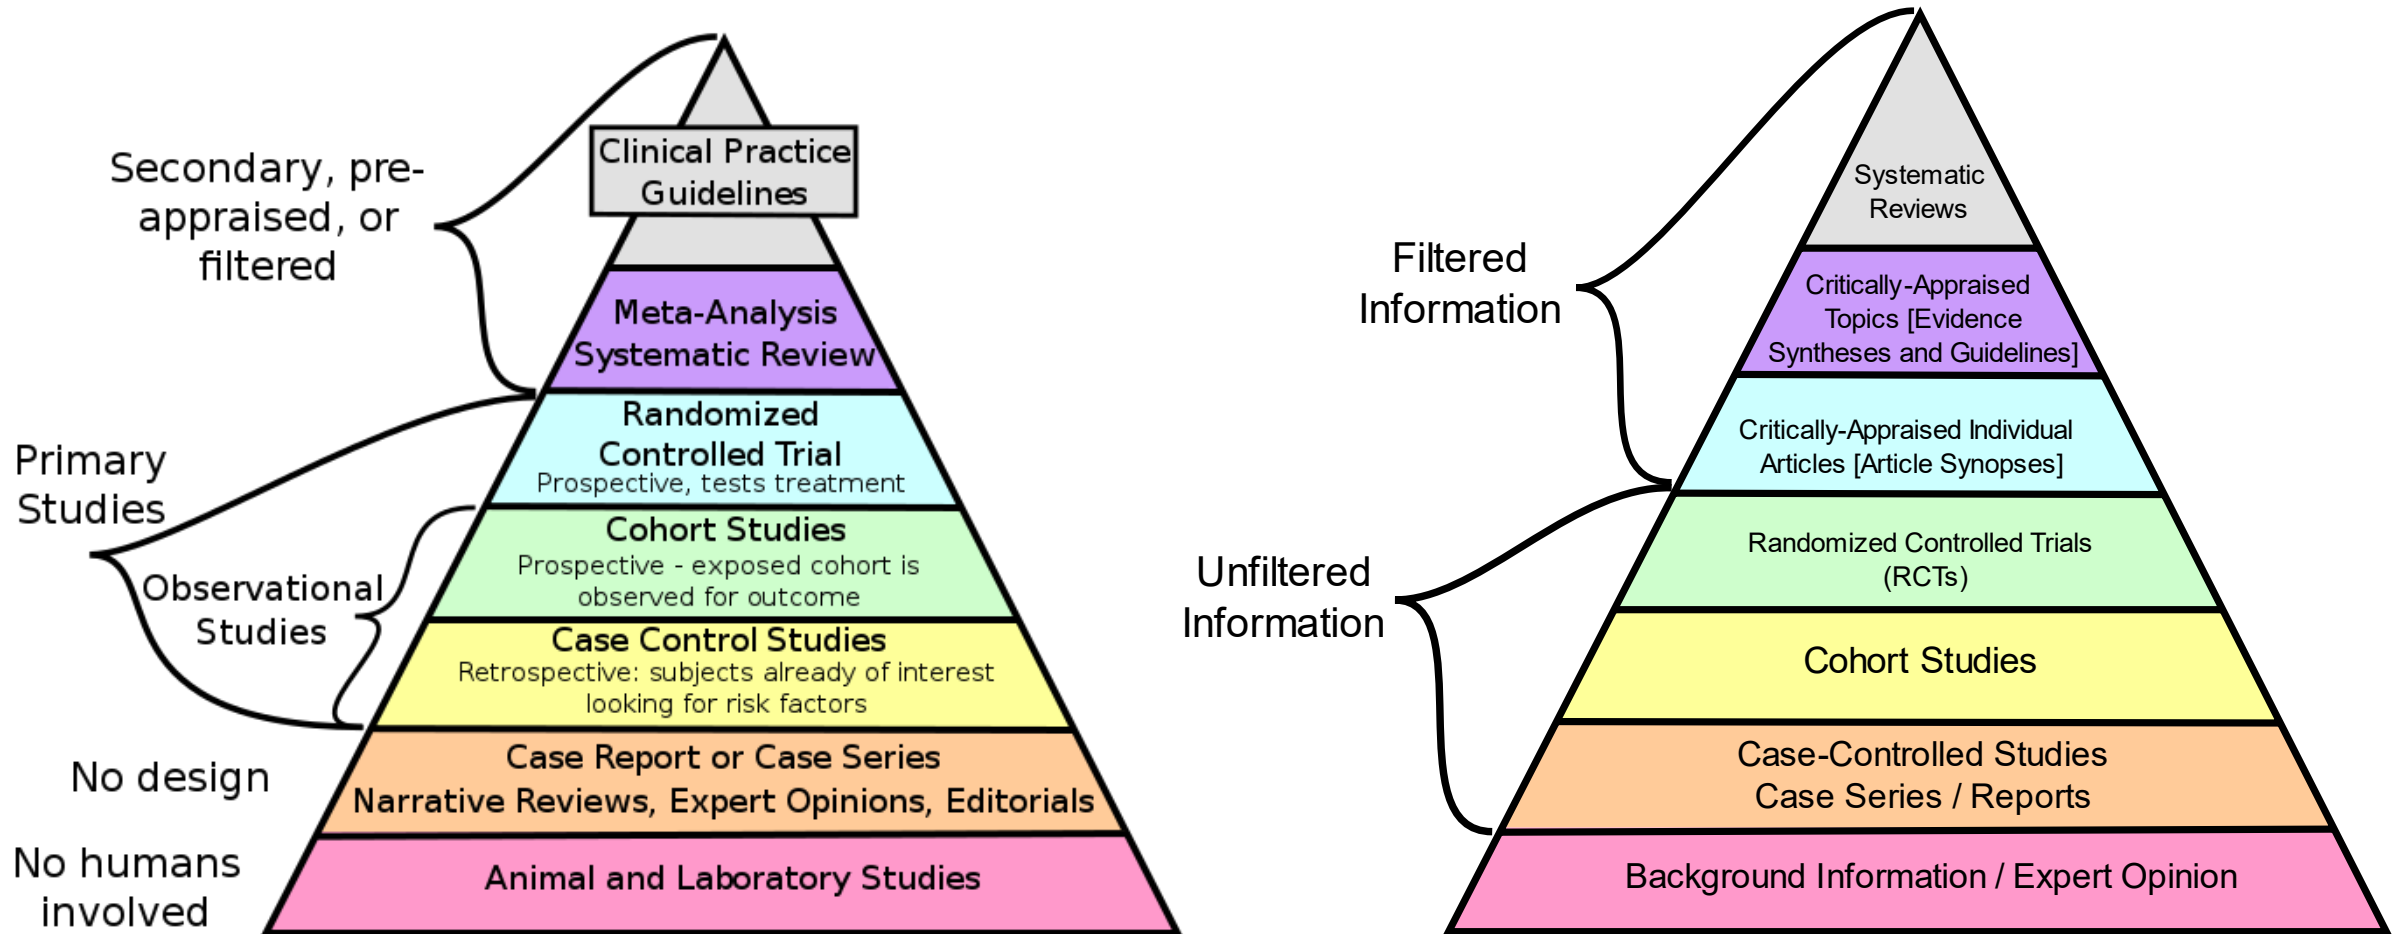 Clinical Practice
Guidelines
Secondary, pre-
appraised, or
filtered
Meta-Analysis
Systematic Review
Randomized
Controlled Trial
Prospective, tests treatment
Primary
Studies
Cohort Studies
Prospective - exposed cohort is
observed for outcome
Observational
Studies
Case Control Studies
Retrospective: subjects already of interest
looking for risk factors
No design
Case Report or Case Series
Narrative Reviews, Expert Opinions, Editorials
No humans
involved
Animal and Laboratory Studies
Systematic
Reviews
Filtered
Information
Critically-Appraised
Topics [Evidence
Syntheses and Guidelines]
Critically-Appraised Individual
Articles [Article Synopses]
Unfiltered
Information
Randomized Controlled Trials
(RCTs)
Cohort Studies
Case-Controlled Studies
Case Series / Reports
Background Information / Expert Opinion